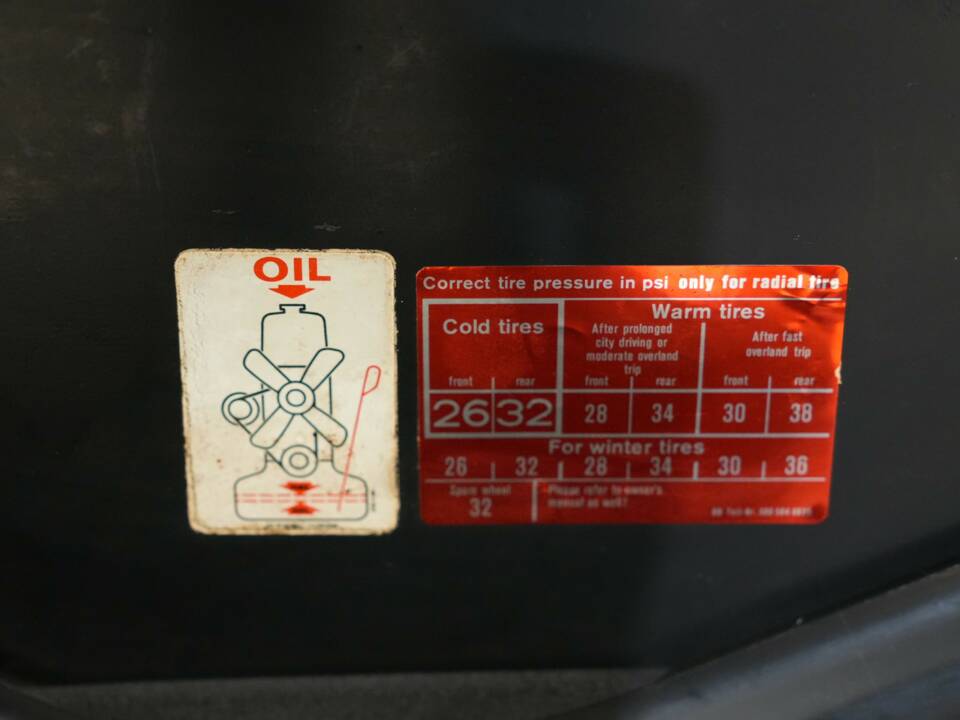 OIL
Correct tire pressure in psi only for radial tire
Cold tires
Warm tires
After prolonged
city driving or
moderate overland
trip
After fast
overland trip
front rear front rear front rear
26 32 28 34 30 38
For winter tires
26 32 28 34 30 36
Spare wheel
32
Please refer to owner's
manual as well!